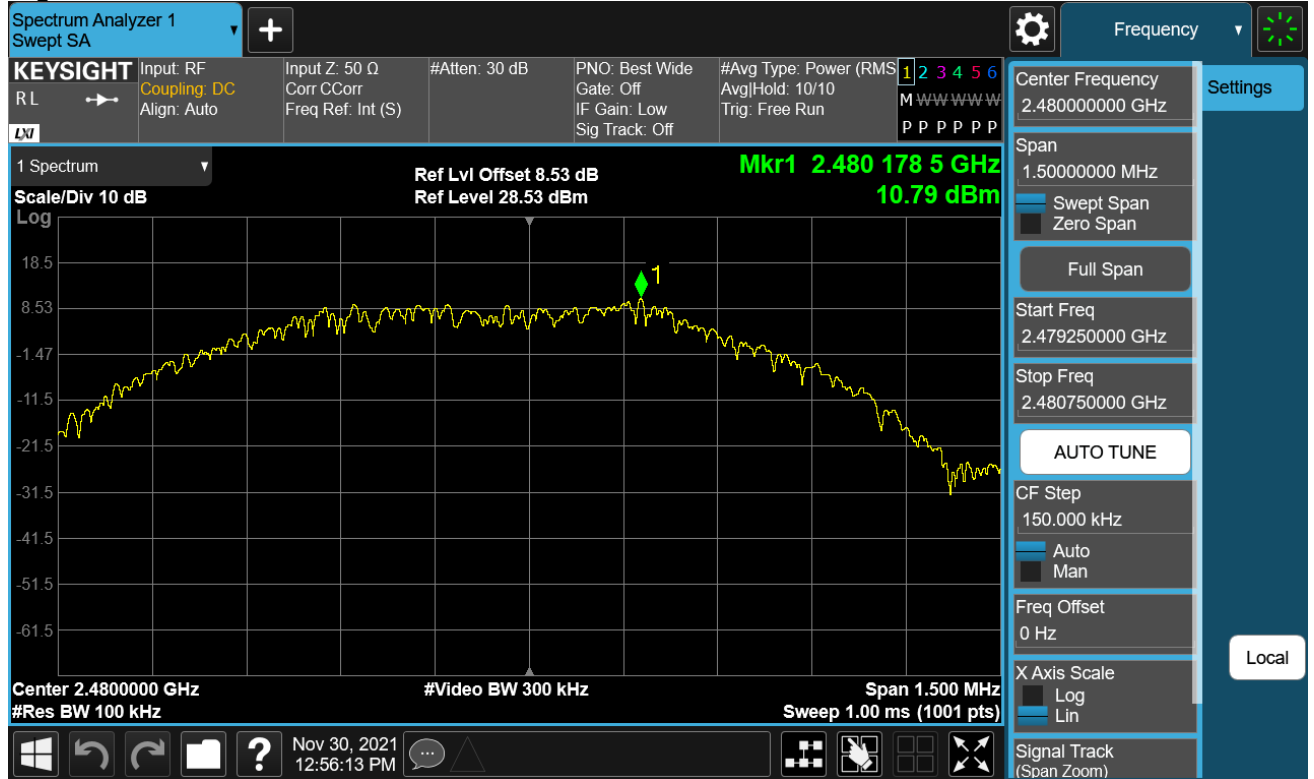 Spectrum Analyzer 1
Swept SA
Frequency
KEYSIGHT
R L
LXI
Input: RF
Coupling: DC
Align: Auto
Input Z: 50 Ω
Corr CCorr
Freq Ref: Int (S)
#Atten: 30 dB
PNO: Best Wide
Gate: Off
IF Gain: Low
Sig Track: Off
#Avg Type: Power (RMS
Avg|Hold: 10/10
Trig: Free Run
1 2 3 4 5 6
M W W W W W
P P P P P P
1 Spectrum
Scale/Div 10 dB
Ref Lvl Offset 8.53 dB
Ref Level 28.53 dBm
Mkr1 2.480 178 5 GHz
10.79 dBm
Log
18.5
8.53
-1.47
-11.5
-21.5
-31.5
-41.5
-51.5
-61.5
1
Center 2.4800000 GHz
#Res BW 100 kHz
#Video BW 300 kHz
Span 1.500 MHz
Sweep 1.00 ms (1001 pts)
?
Nov 30, 2021
12:56:13 PM
Center Frequency
2.480000000 GHz
Span
1.50000000 MHz
Swept Span
Zero Span
Full Span
Start Freq
2.479250000 GHz
Stop Freq
2.480750000 GHz
AUTO TUNE
CF Step
150.000 kHz
Auto
Man
Freq Offset
0 Hz
X Axis Scale
Log
Lin
Signal Track
(Span Zoom)
Settings
Local